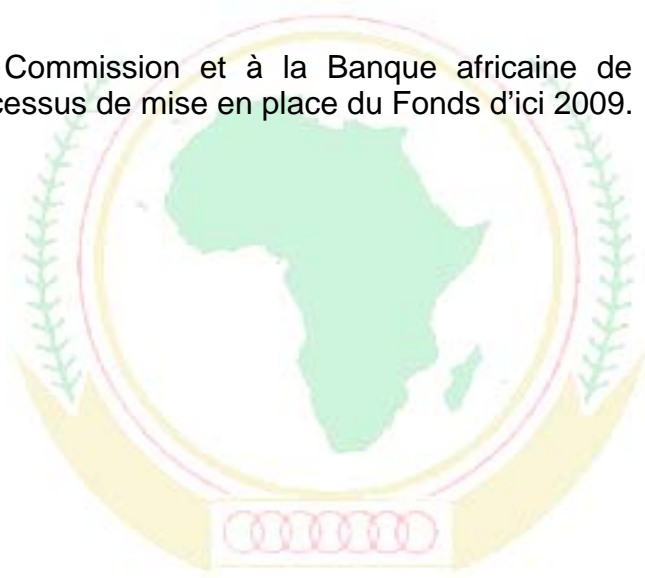 Commission et à la Banque africaine de
cessus de mise en place du Fonds d’ici 2009.